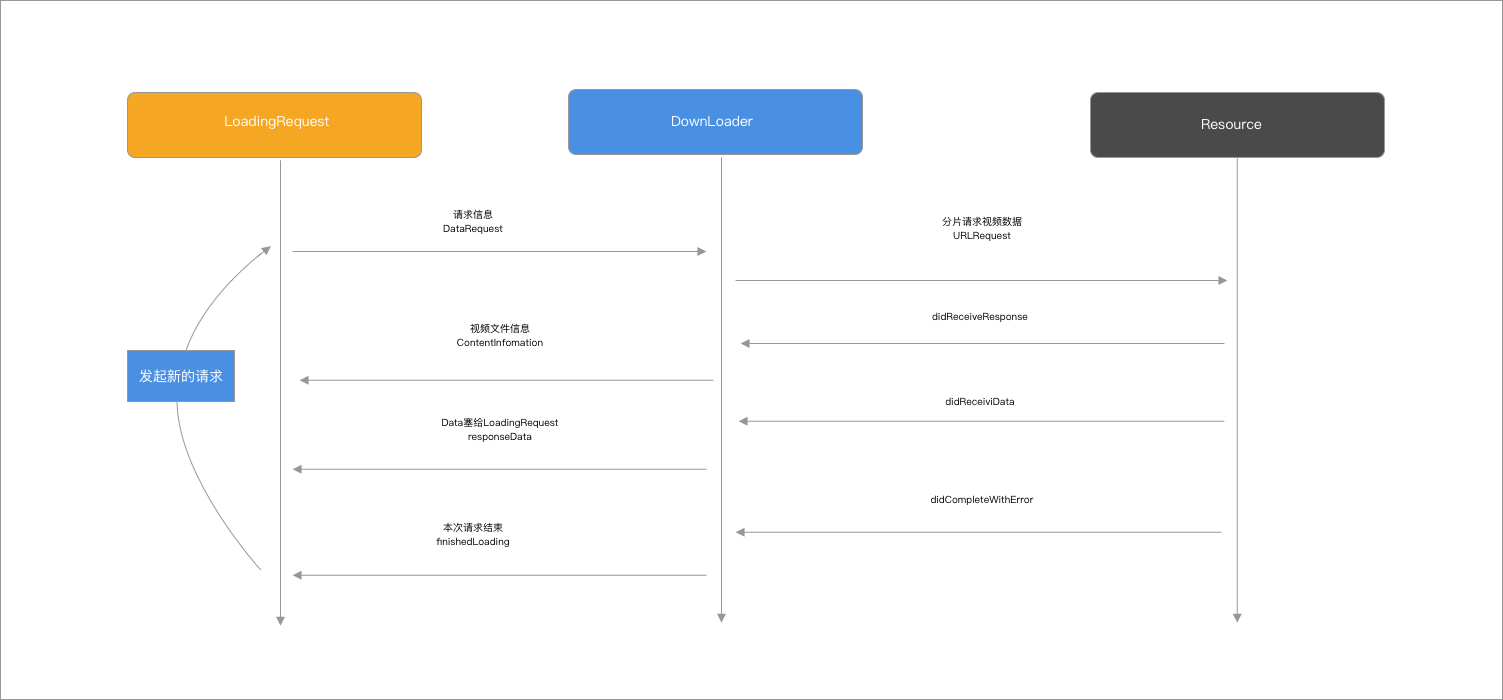 LoadingRequest
DownLoader
Resource
请求信息
DataRequest
分片请求视频数据
URLRequest
didReceiveResponse
视频文件信息
ContentInfomation
发起新的请求
didReceiviData
Data塞给LoadingRequest
responseData
didCompleteWithError
本次请求结束
finishedLoading